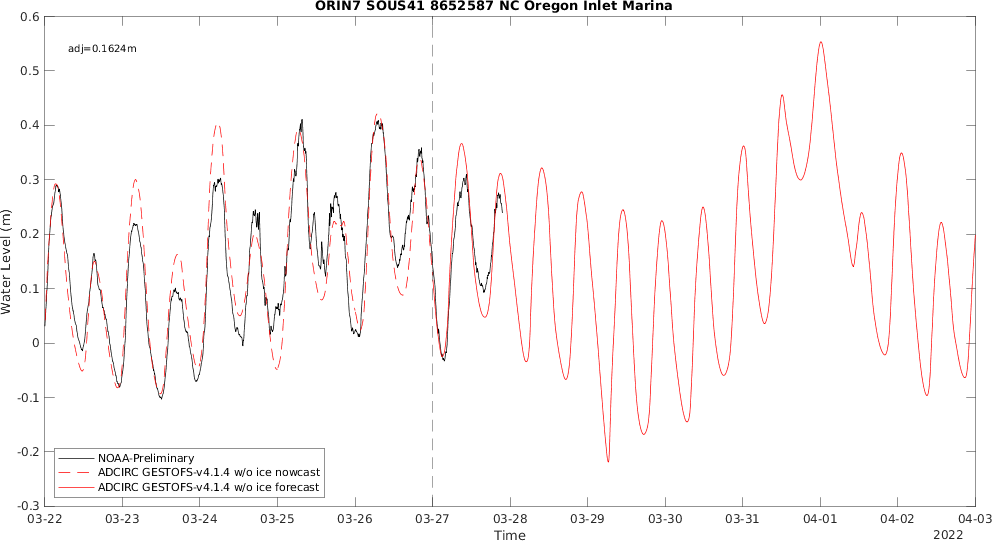 ORIN7 SOUS41 8652587 NC Oregon Inlet Marina
0.6
adj=0.1624m
0.5
0.4
0.3
0.2
0.1
0
-0.1
-0.2
-0.3
Water Level (m)
NOAA-Preliminary
ADCIRC GESTOFS-v4.1.4 w/o ice nowcast
ADCIRC GESTOFS-v4.1.4 w/o ice forecast
03-22 03-23 03-24 03-25 03-26 03-27 03-28 03-29 03-30 03-31 04-01 04-02 04-03
Time
2022